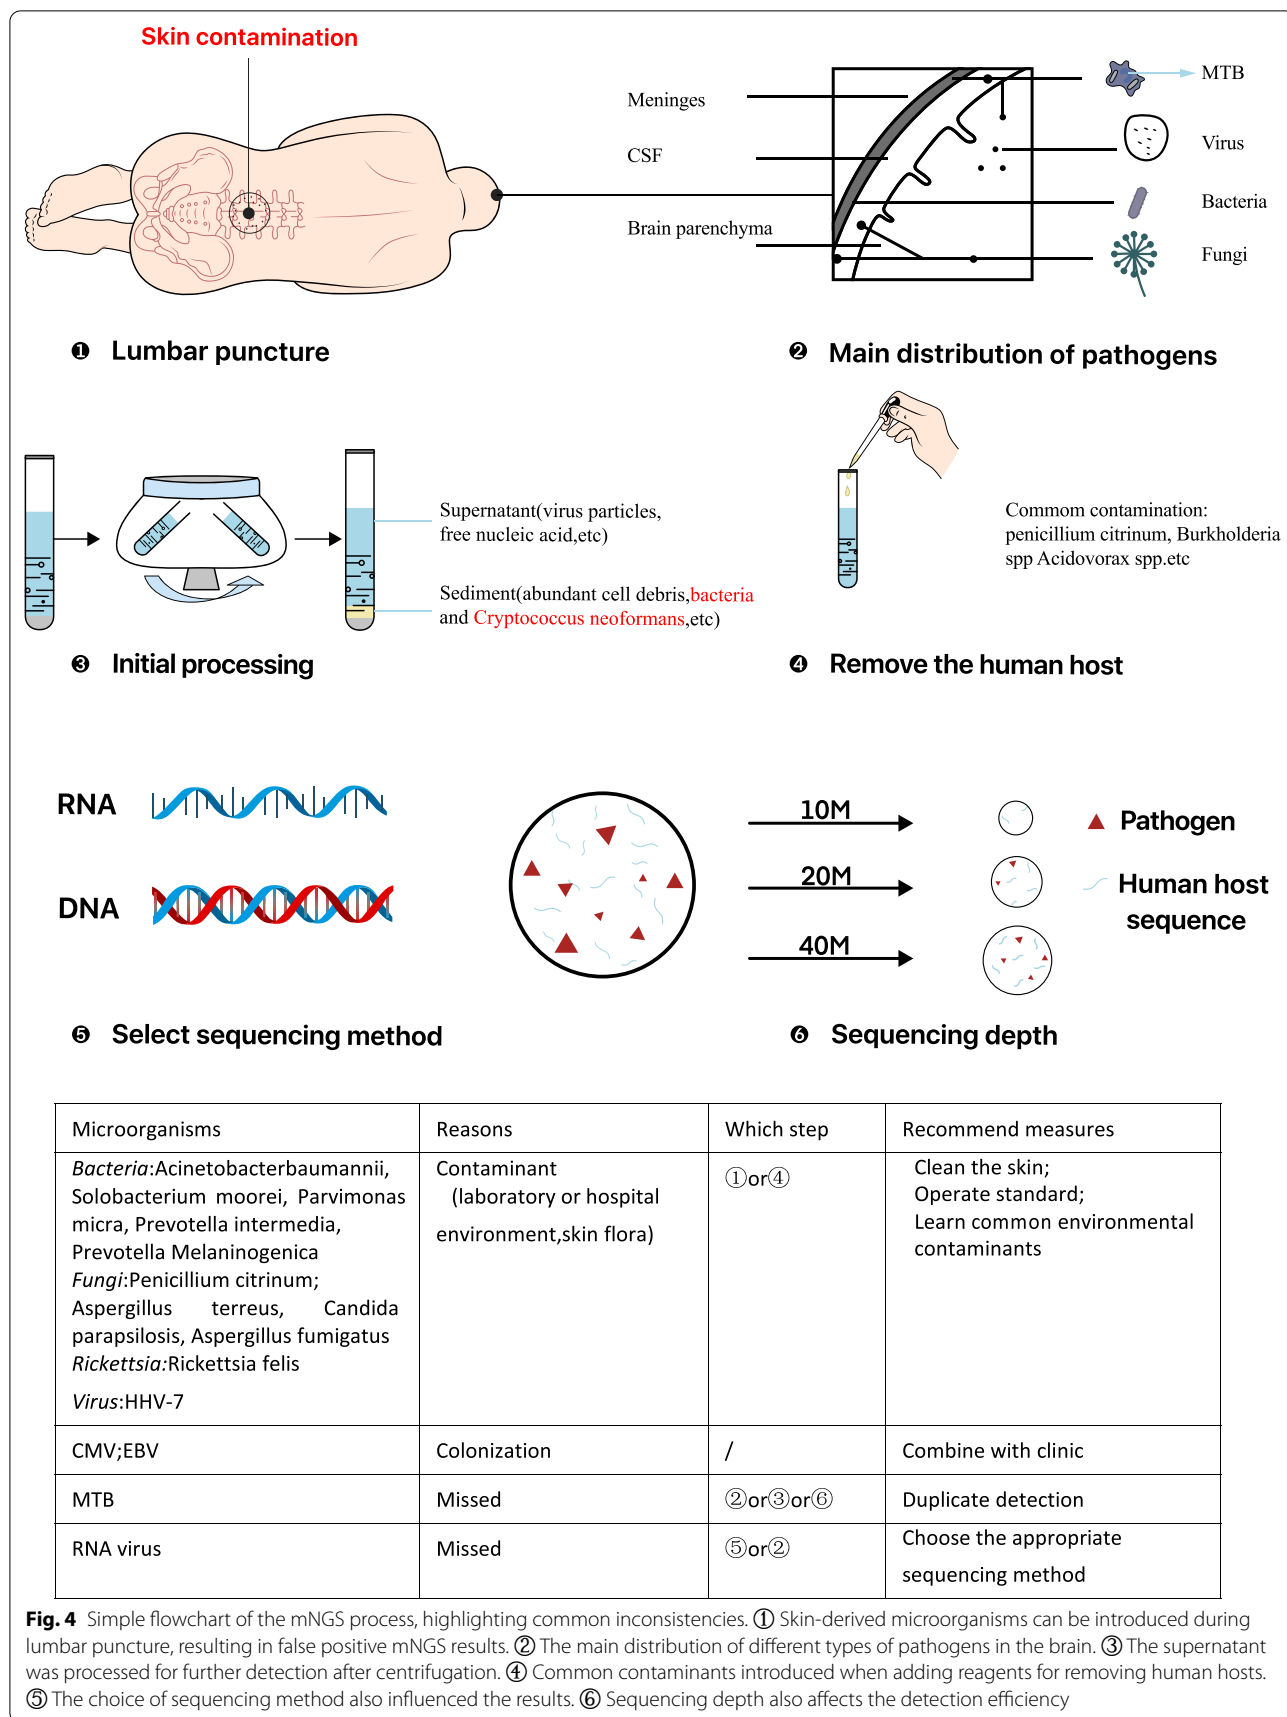 Skin contamination
Meninges
CSF
Brain parenchyma
MTB
Virus
Bacteria
Fungi
❶ Lumbar puncture
❷ Main distribution of pathogens
Supernatant(virus particles,
free nucleic acid,etc)
Sediment(abundant cell debris,bacteria
and Cryptococcus neoformans,etc)
Commom contamination:
penicillium citrinum, Burkholderia
spp Acidovorax spp.etc
❸ Initial processing
❹ Remove the human host
RNA
DNA
10M
20M
40M
Pathogen
Human host
sequence
❺ Select sequencing method
❻ Sequencing depth
Microorganisms Reasons Which step Recommend measures
Bacteria:Acinetobacterbaumannii,
Solobacterium moorei, Parvimonas
micra, Prevotella intermedia,
Prevotella Melaninogenica
Fungi:Penicillium citrinum;
Aspergillus terreus, Candida
parapsilosis, Aspergillus fumigatus
Rickettsia:Rickettsia felis
Virus:HHV-7
Contaminant
(laboratory or hospital
environment,skin flora)
①or④
Clean the skin;
Operate standard;
Learn common environmental
contaminants
CMV;EBV Colonization / Combine with clinic
MTB Missed ②or③or⑥ Duplicate detection
RNA virus Missed ⑤or② Choose the appropriate
sequencing method
Fig. 4 Simple flowchart of the mNGS process, highlighting common inconsistencies. ① Skin-derived microorganisms can be introduced during
lumbar puncture, resulting in false positive mNGS results. ② The main distribution of different types of pathogens in the brain. ③ The supernatant
was processed for further detection after centrifugation. ④ Common contaminants introduced when adding reagents for removing human hosts.
⑤ The choice of sequencing method also influenced the results. ⑥ Sequencing depth also affects the detection efficiency